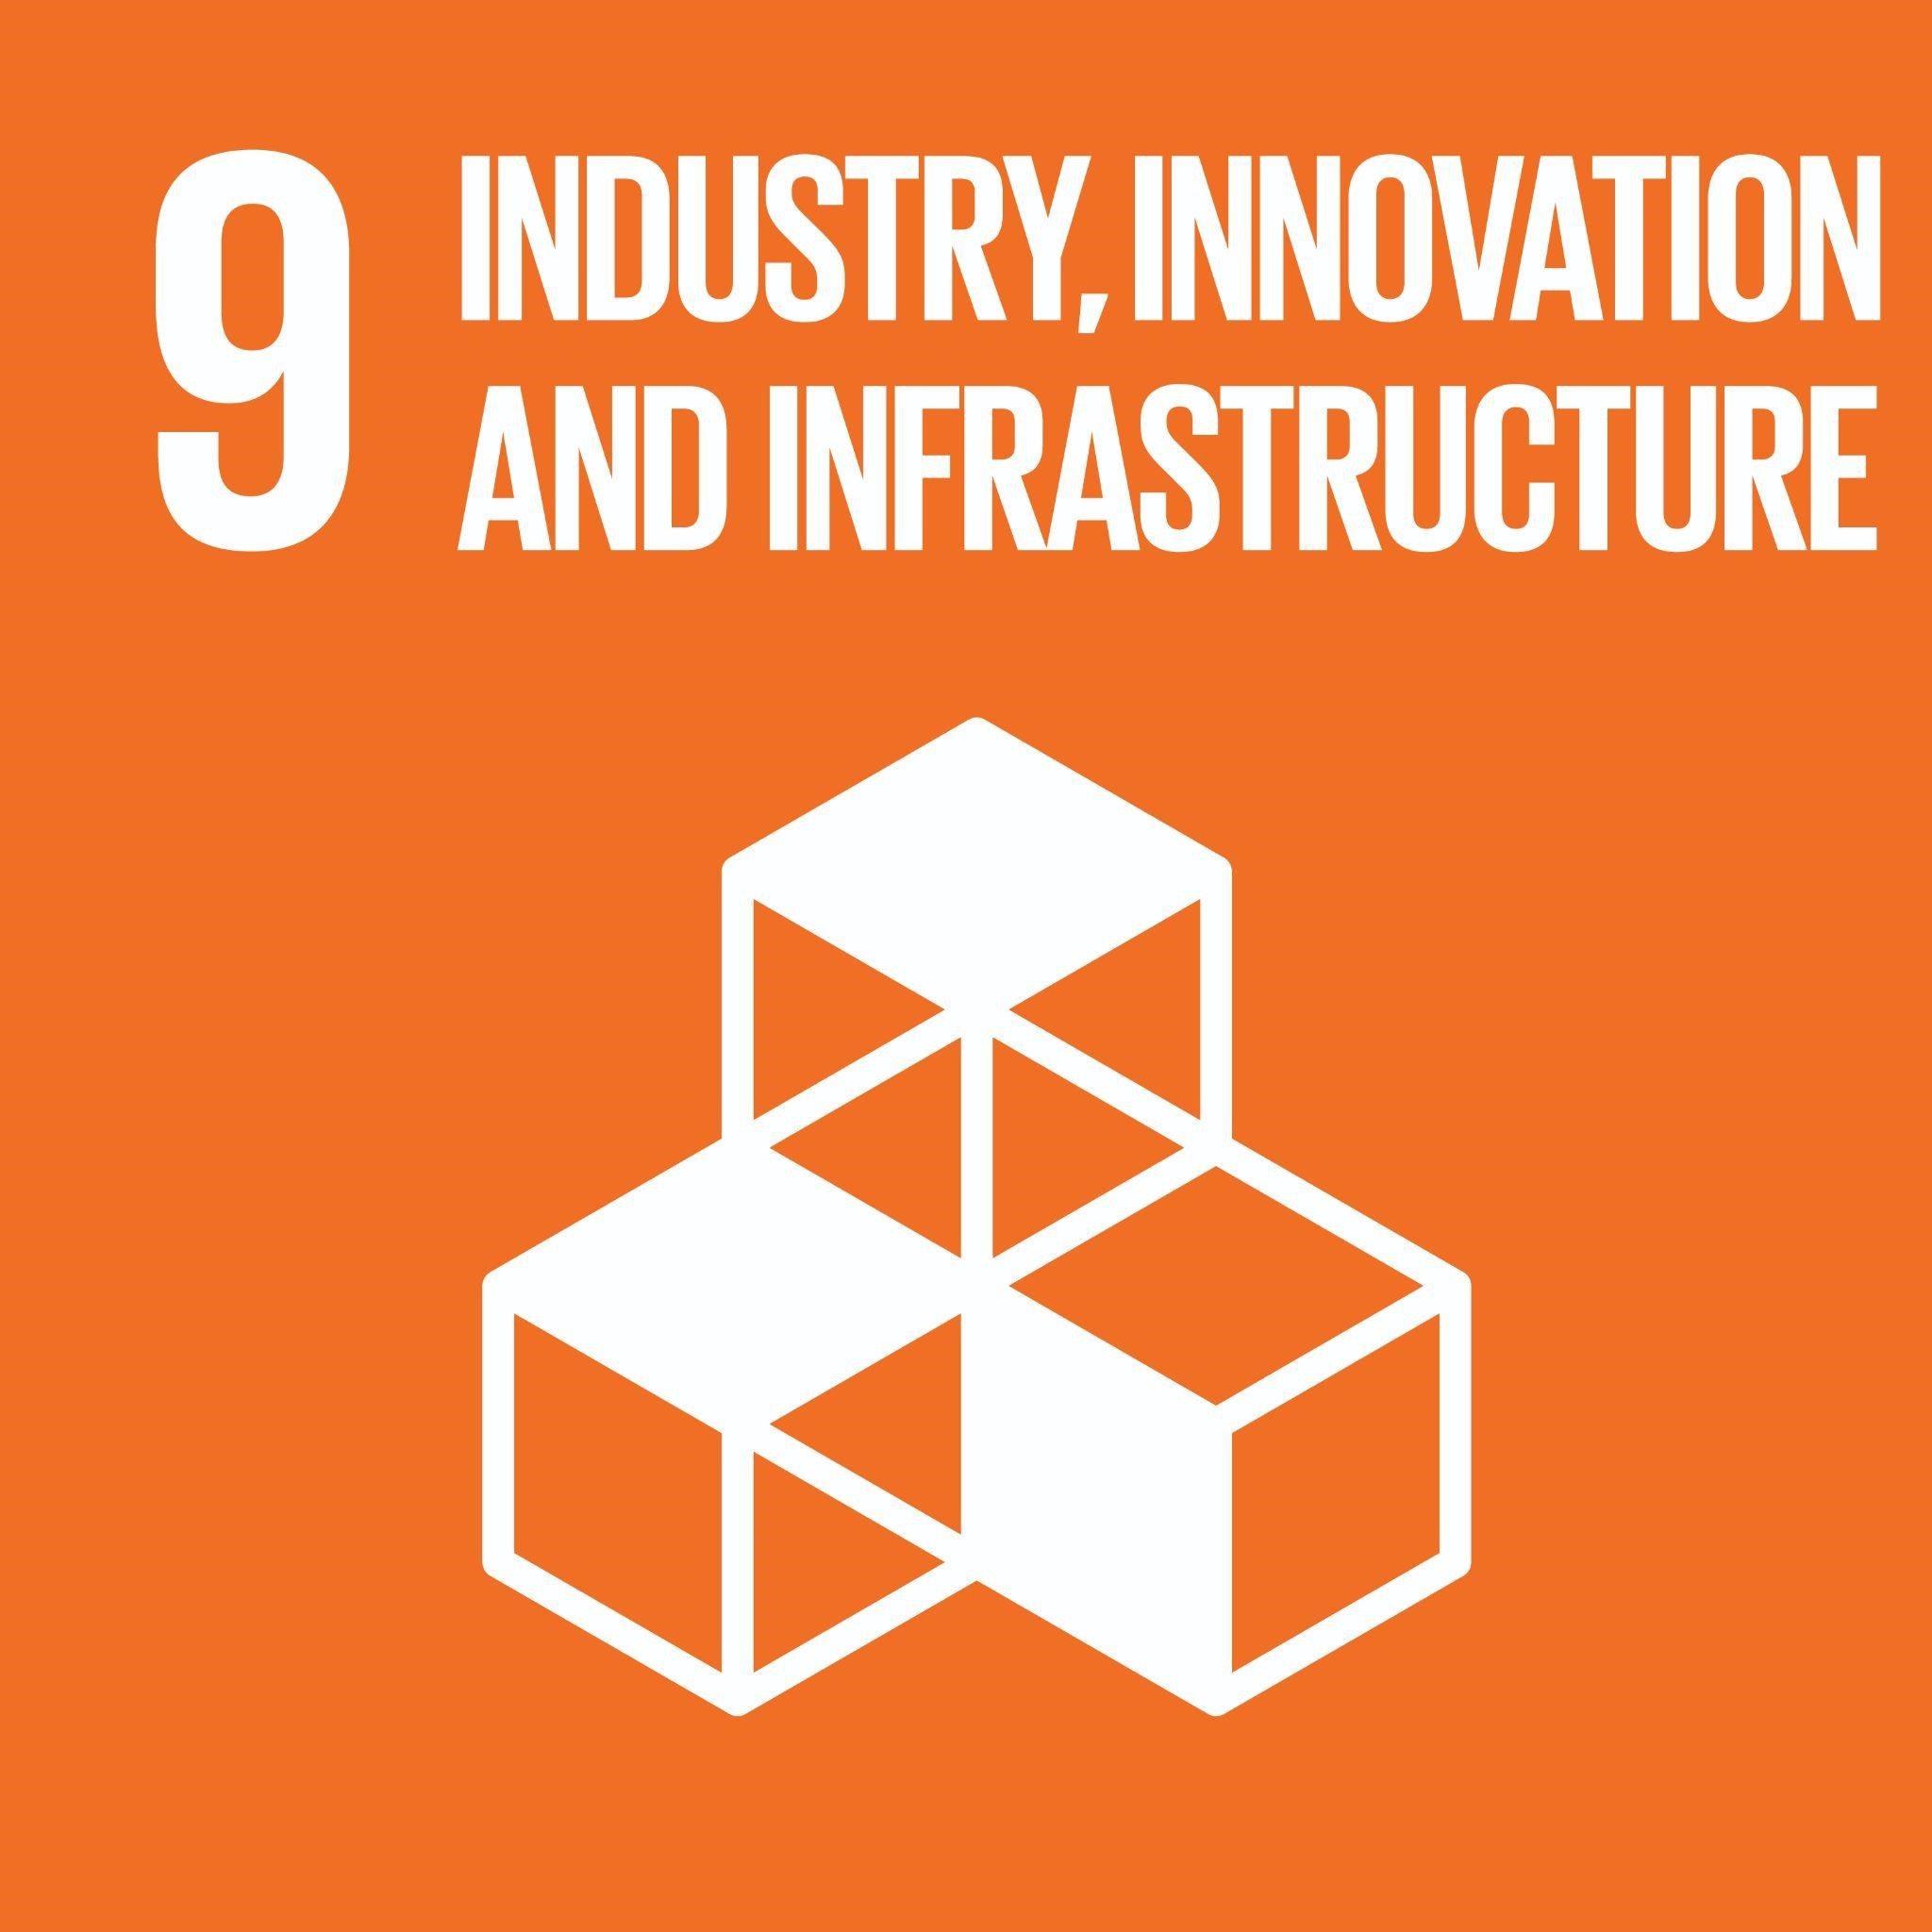 9
INDUSTRY, INNOVATION
AND INFRASTRUCTURE